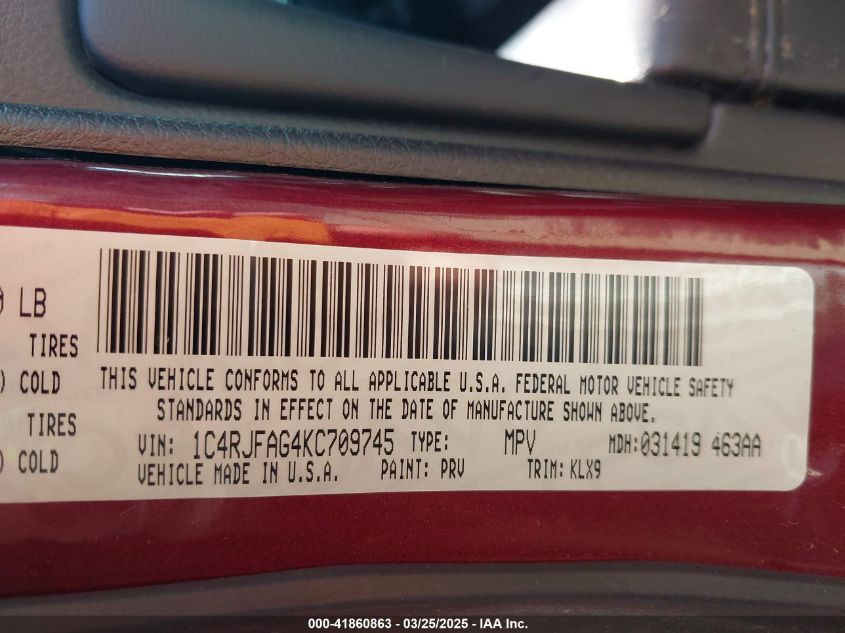 0 LB
TIRES
) COLD
TIRES
) COLD
THIS VEHICLE CONFORMS TO ALL APPLICABLE U.S.A. FEDERAL MOTOR VEHICLE SAFETY
STANDARDS IN EFFECT ON THE DATE OF MANUFACTURE SHOWN ABOVE.
VIN: 1C4RJFAG4KC709745 TYPE: MPV MDH:031419 463AA
VEHICLE MADE IN U.S.A. PAINT: PRV TRIM: KLX9
000-41860863 — 03/25/2025 — IAA Inc.